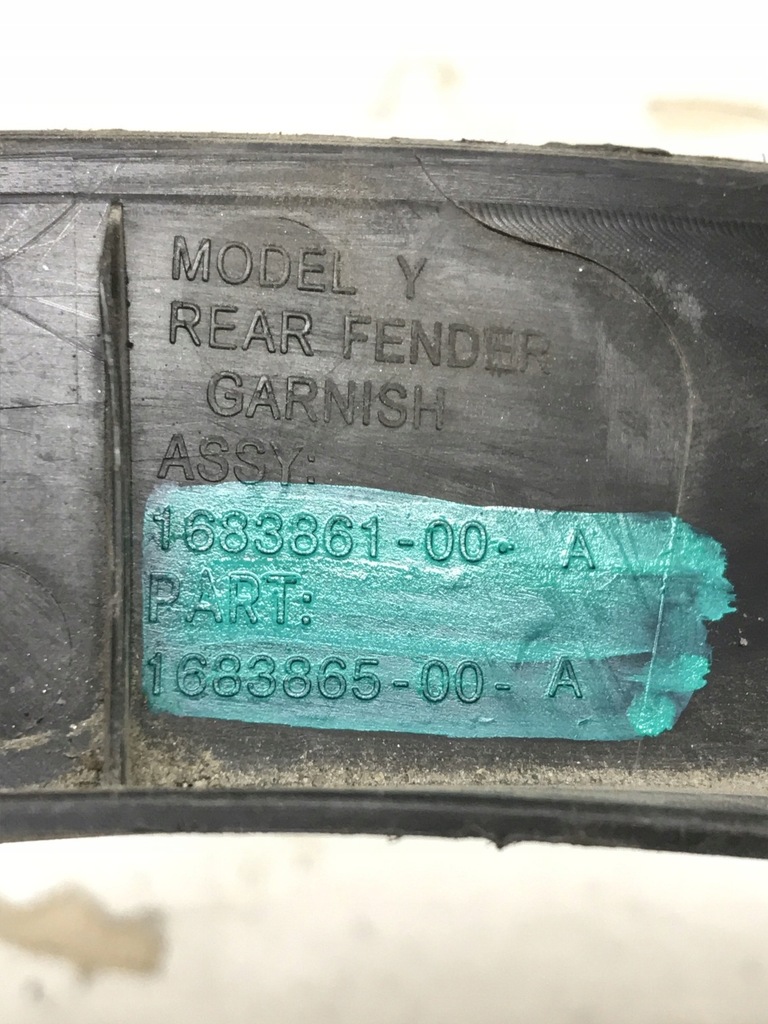 MODEL Y
REAR FENDER
GARNISH
ASSY:
1683861-00- A
PART:
1683865-00- A